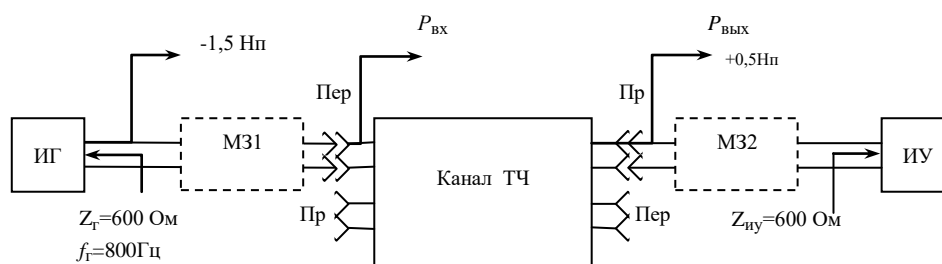 -1,5 Нп
Pвх
Pвых
+0,5Нп
Пер
Пр
ИГ
МЗ1
Канал ТЧ
МЗ2
ИУ
Пр
Пер
Zг=600 Ом
fг=800Гц
Zиу=600 Ом